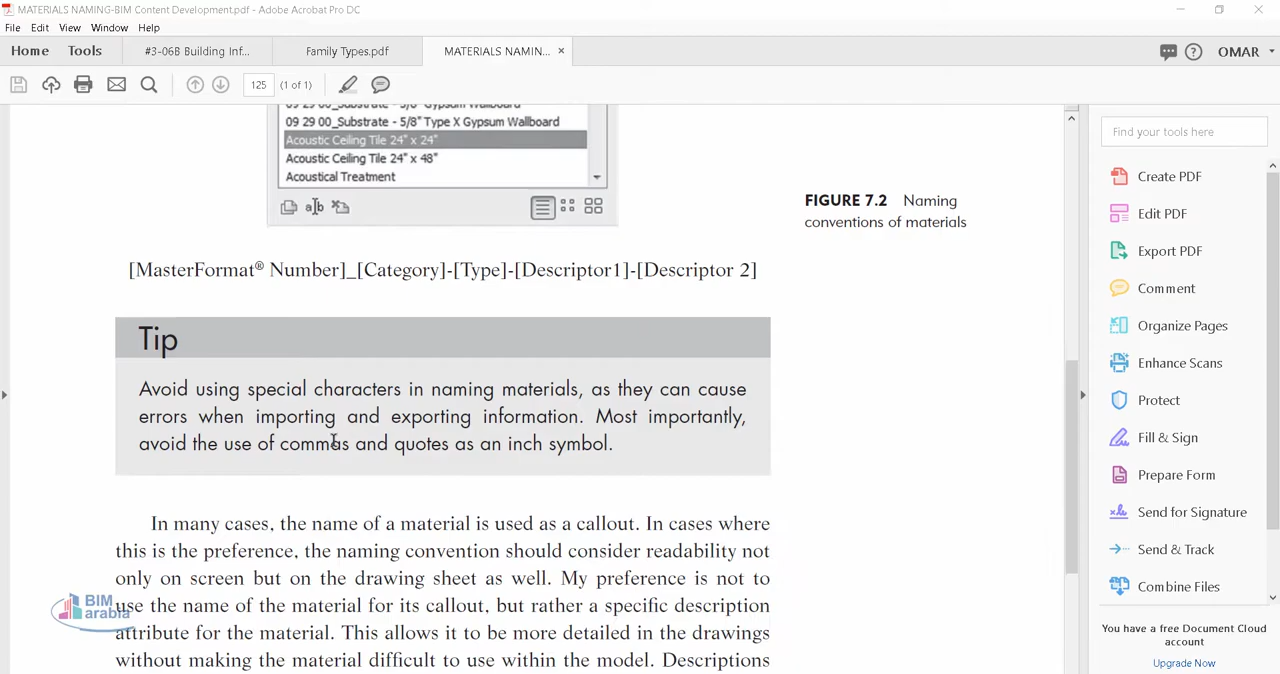 MATERIALS NAMING-BIM Content Development.pdf - Adobe Acrobat Pro DC
File Edit View Window Help
Home Tools #3-06B Building Inf... Family Types.pdf MATERIALS NAMIN... × OMAR
125 (1 of 1)
09 29 00_Substrate - 5/8" Gypsum Wallboard
09 29 00_Substrate - 5/8" Type X Gypsum Wallboard
Acoustic Ceiling Tile 24" x 24"
Acoustic Ceiling Tile 24" x 48"
Acoustical Treatment
FIGURE 7.2 Naming
conventions of materials
[MasterFormat® Number]_[Category]-[Type]-[Descriptor1]-[Descriptor 2]
Tip
Avoid using special characters in naming materials, as they can cause
errors when importing and exporting information. Most importantly,
avoid the use of commas and quotes as an inch symbol.
In many cases, the name of a material is used as a callout. In cases where
this is the preference, the naming convention should consider readability not
only on screen but on the drawing sheet as well. My preference is not to
use the name of the material for its callout, but rather a specific description
attribute for the material. This allows it to be more detailed in the drawings
without making the material difficult to use within the model. Descriptions
BIM
arabia
Find your tools here
Create PDF
Edit PDF
Export PDF
Comment
Organize Pages
Enhance Scans
Protect
Fill & Sign
Prepare Form
Send for Signature
Send & Track
Combine Files
You have a free Document Cloud
account
Upgrade Now